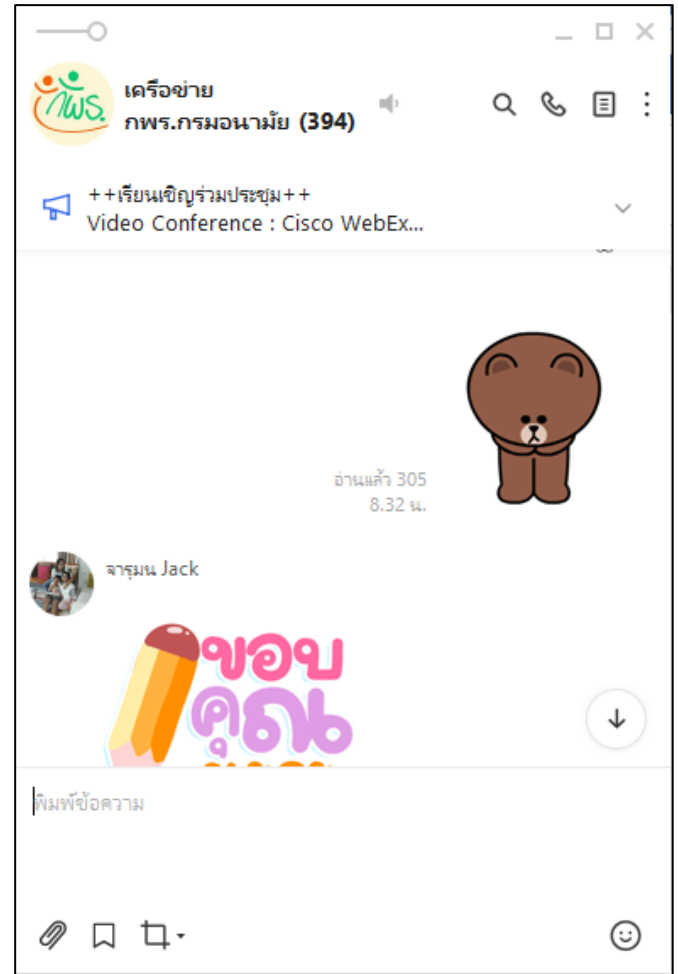 กพร.
เครือข่าย
กพร.กรมอนามัย (394)
++เรียนเชิญร่วมประชุม++
Video Conference : Cisco WebEx...
อ่านแล้ว 305
8.32 น.
จารุมน Jack
ขอบ
คุณ
พิมพ์ข้อความ